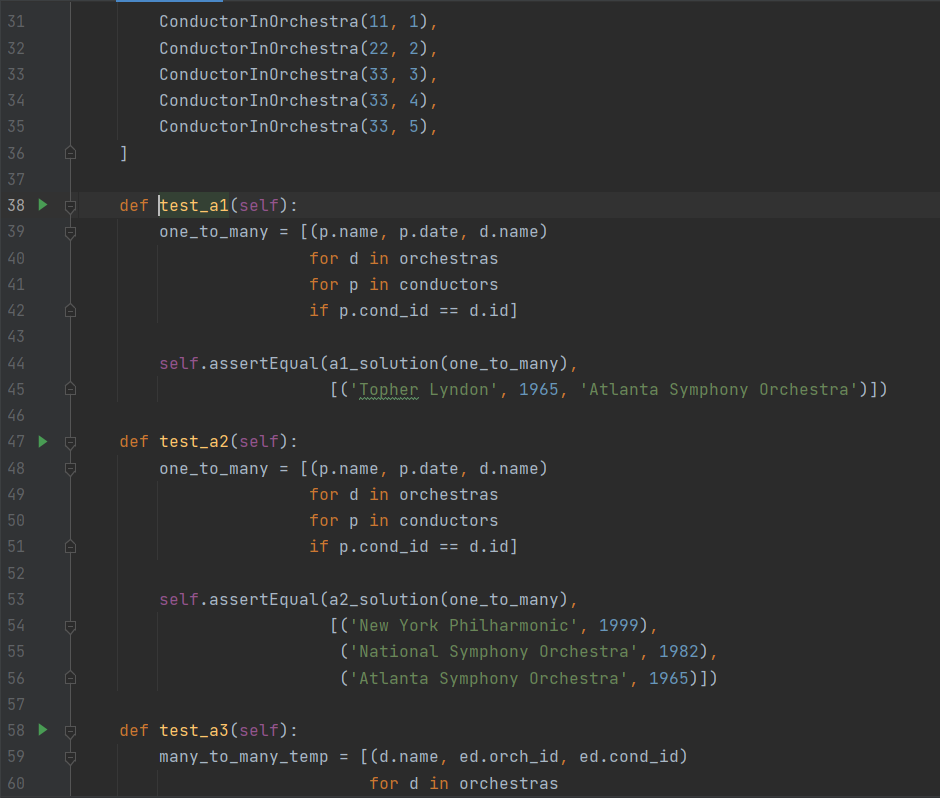 31 ConductorInOrchestra(11, 1),
32 ConductorInOrchestra(22, 2),
33 ConductorInOrchestra(33, 3),
34 ConductorInOrchestra(33, 4),
35 ConductorInOrchestra(33, 5),
36 ]
37
38 def test_a1(self):
39 one_to_many = [(p.name, p.date, d.name)
40 for d in orchestras
41 for p in conductors
42 if p.cond_id == d.id]
43
44 self.assertEqual(a1_solution(one_to_many),
45 [('Topher Lyndon', 1965, 'Atlanta Symphony Orchestra')])
46
47 def test_a2(self):
48 one_to_many = [(p.name, p.date, d.name)
49 for d in orchestras
50 for p in conductors
51 if p.cond_id == d.id]
52
53 self.assertEqual(a2_solution(one_to_many),
54 [('New York Philharmonic', 1999),
55 ('National Symphony Orchestra', 1982),
56 ('Atlanta Symphony Orchestra', 1965)])
57
58 def test_a3(self):
59 many_to_many_temp = [(d.name, ed.orch_id, ed.cond_id)
60 for d in orchestras